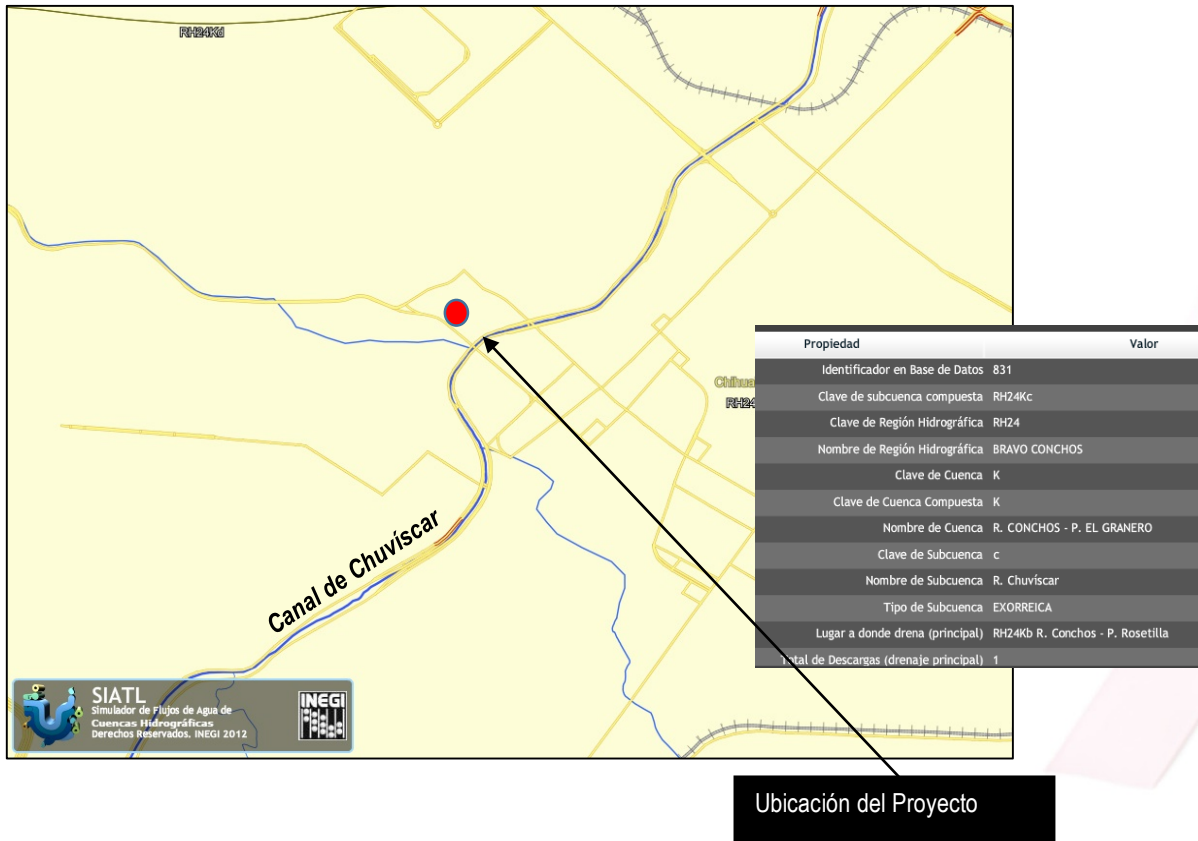 RH24Kd
Chihua
RH24
Canal de Chuvíscar
SIATL
Simulador de Flujos de Agua de
Cuencas Hidrográficas
Derechos Reservados. INEGI 2012
INEGI
Propiedad Valor
Identificador en Base de Datos 831
Clave de subcuenca compuesta RH24Kc
Clave de Región Hidrográfica RH24
Nombre de Región Hidrográfica BRAVO CONCHOS
Clave de Cuenca K
Clave de Cuenca Compuesta K
Nombre de Cuenca R. CONCHOS - P. EL GRANERO
Clave de Subcuenca c
Nombre de Subcuenca R. Chuvíscar
Tipo de Subcuenca EXORREICA
Lugar a donde drena (principal) RH24Kb R. Conchos - P. Rosetilla
Total de Descargas (drenaje principal) 1
Ubicación del Proyecto